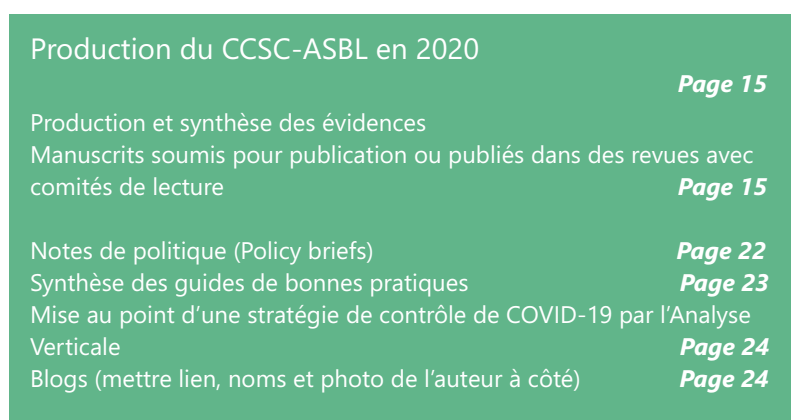 Production du CCSC-ASBL en 2020
Page 15
Production et synthèse des évidences
Manuscrits soumis pour publication ou publiés dans des revues avec
comités de lecture Page 15
Notes de politique (Policy briefs) Page 22
Synthèse des guides de bonnes pratiques Page 23
Mise au point d’une stratégie de contrôle de COVID-19 par l’Analyse
Verticale Page 24
Blogs (mettre lien, noms et photo de l’auteur à côté) Page 24